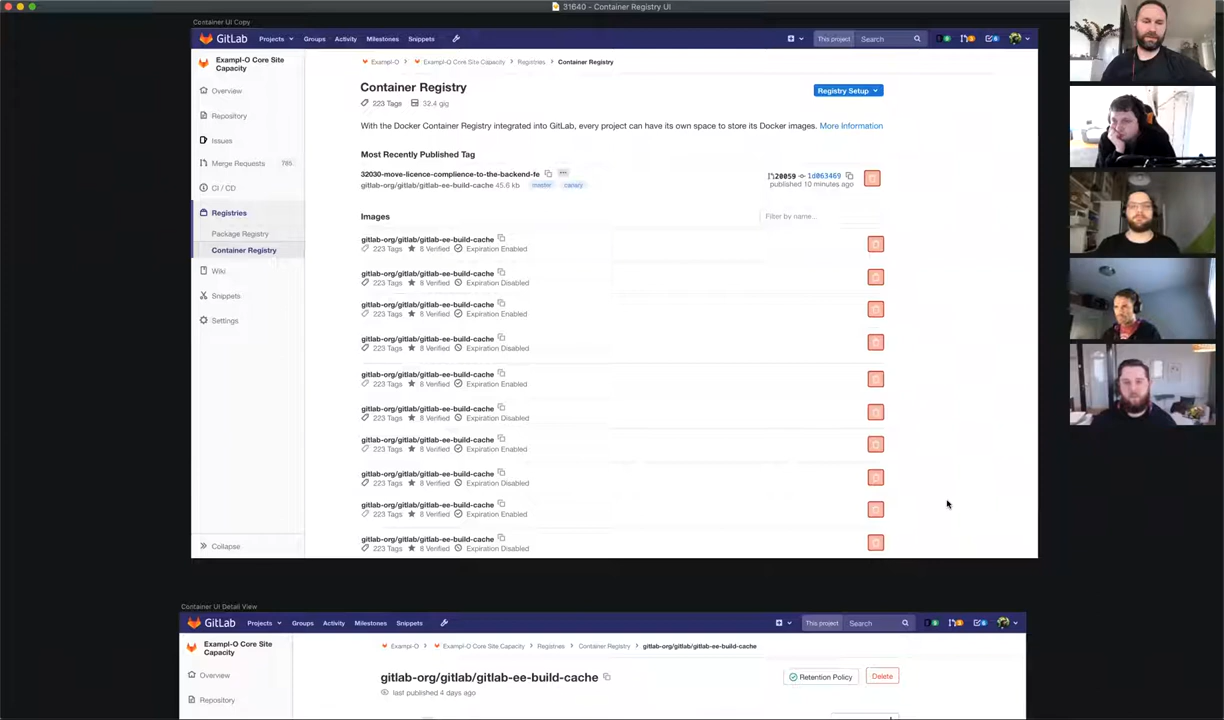 31640 - Container Registry UI
Container UI Copy
GitLab Projects Groups Activity Milestones Snippets This project Search
Exampl-O Core Site Capacity
Overview
Repository
Issues
Merge Requests 785
CI / CD
Registries
Package Registry
Container Registry
Wiki
Snippets
Settings
Collapse
Exampl-O > Exampl-O Core Site Capacity > Registries > Container Registry
Container Registry
Registry Setup
223 Tags 32.4 gig
With the Docker Container Registry integrated into GitLab, every project can have its own space to store its Docker images. More Information
Most Recently Published Tag
32030-move-licence-complience-to-the-backend-fe
!20059 1d063469
gitlab-org/gitlab/gitlab-ee-build-cache 45.6 kb master canary
published 10 minutes ago
Images
Filter by name...
gitlab-org/gitlab/gitlab-ee-build-cache
223 Tags 8 Verified Expiration Enabled
gitlab-org/gitlab/gitlab-ee-build-cache
223 Tags 8 Verified Expiration Disabled
gitlab-org/gitlab/gitlab-ee-build-cache
223 Tags 8 Verified Expiration Enabled
gitlab-org/gitlab/gitlab-ee-build-cache
223 Tags 8 Verified Expiration Disabled
gitlab-org/gitlab/gitlab-ee-build-cache
223 Tags 8 Verified Expiration Enabled
gitlab-org/gitlab/gitlab-ee-build-cache
223 Tags 8 Verified Expiration Disabled
gitlab-org/gitlab/gitlab-ee-build-cache
223 Tags 8 Verified Expiration Enabled
gitlab-org/gitlab/gitlab-ee-build-cache
223 Tags 8 Verified Expiration Disabled
gitlab-org/gitlab/gitlab-ee-build-cache
223 Tags 8 Verified Expiration Enabled
gitlab-org/gitlab/gitlab-ee-build-cache
223 Tags 8 Verified Expiration Disabled
Container UI Detail View
GitLab Projects Groups Activity Milestones Snippets This project Search
Exampl-O Core Site Capacity
Overview
Repository
Exampl-O > Exampl-O Core Site Capacity > Registries > Container Registry > gitlab-org/gitlab/gitlab-ee-build-cache
gitlab-org/gitlab/gitlab-ee-build-cache
Retention Policy Delete
last published 4 days ago